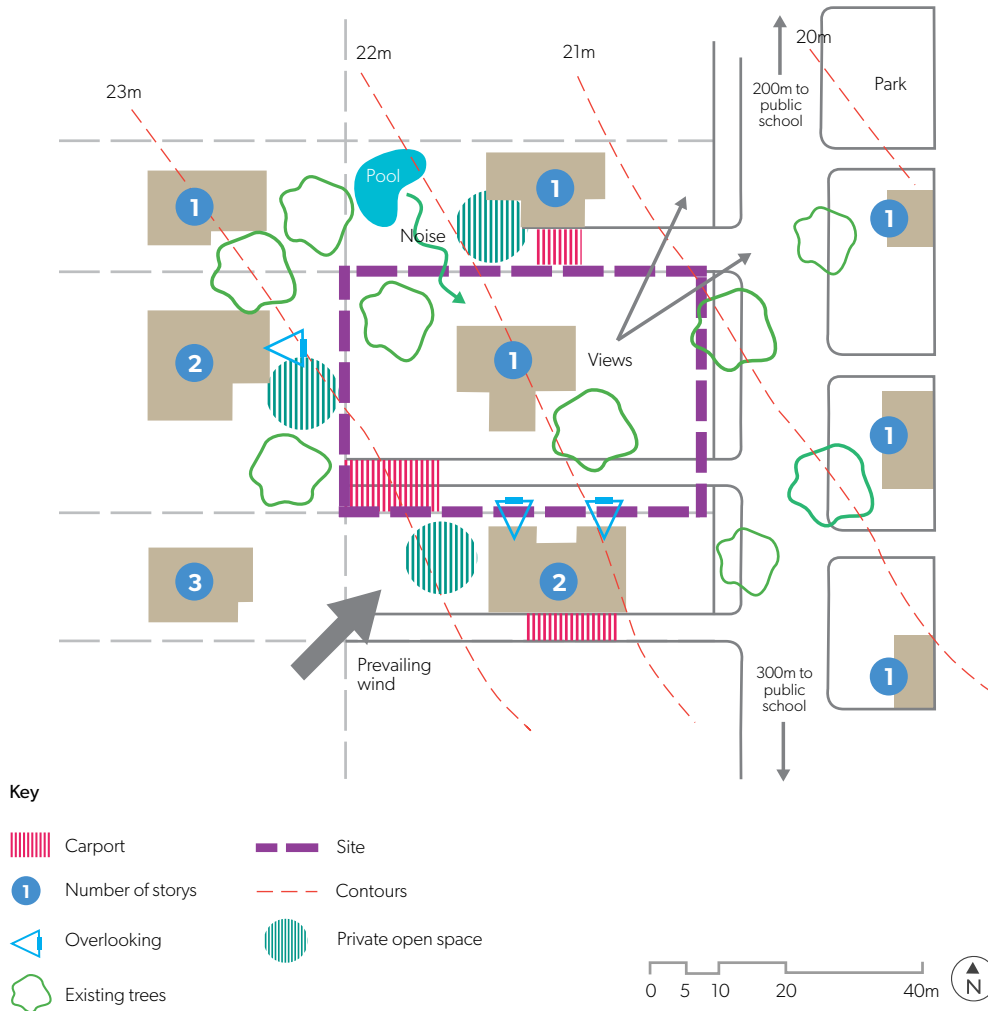 20m
22m
21m
23m
Park
200m to
public
school
Pool
1
1
1
Noise
2
1
Views
1
3
2
Prevailing
wind
300m to
public
school
1
Key
Carport
Site
1
Number of storys
Contours
Overlooking
Private open space
Existing trees
0 5 10 20 40m
N